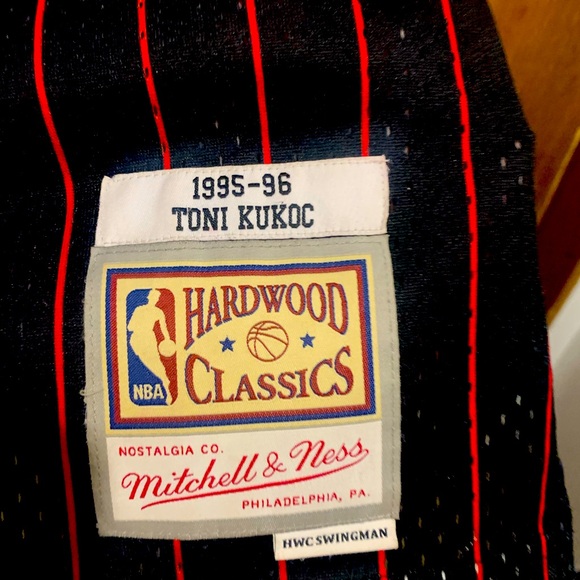 1995-96
TONI KUKOC
HARDWOOD
CLASSICS
NBA
NOSTALGIA CO.
Mitchell & Ness
PHILADELPHIA, PA.
HWC SWINGMAN